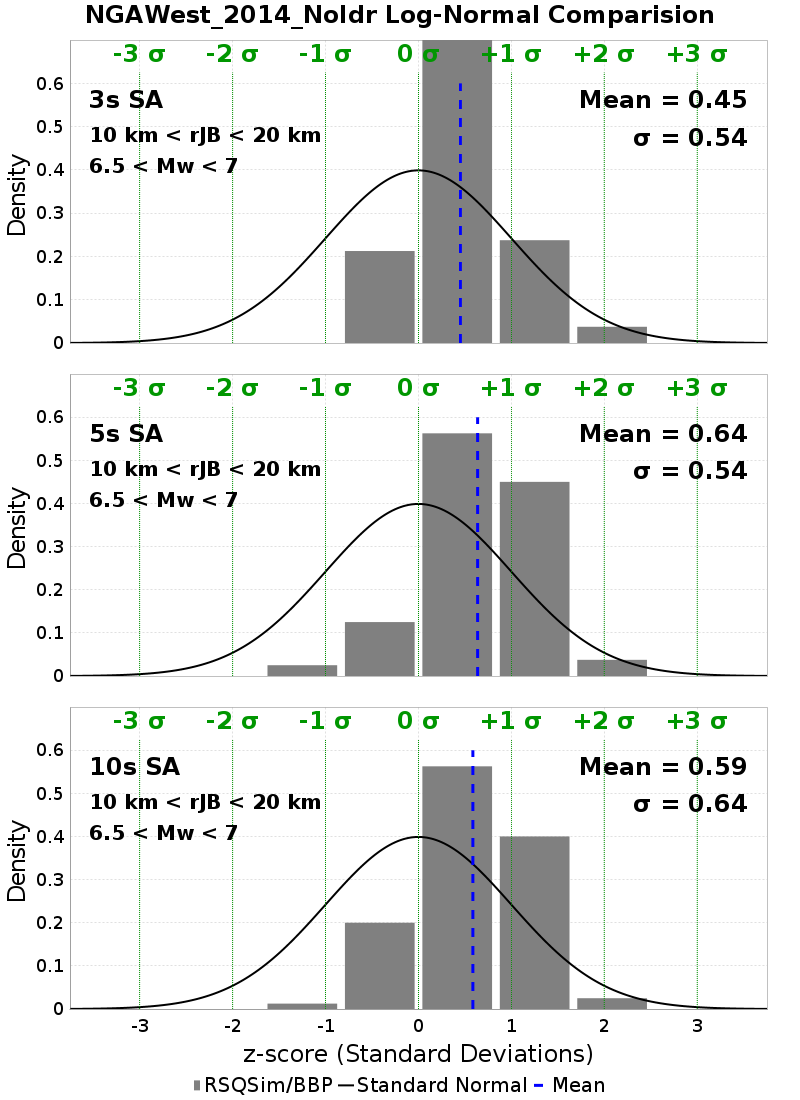 NGAWest_2014_NoIdr Log-Normal Comparision
-3 σ -2 σ -1 σ 0 σ +1 σ +2 σ +3 σ
3s SA
10 km < rJB < 20 km
6.5 < Mw < 7
Mean = 0.45
σ = 0.54
0.6
0.5
0.4
0.3
0.2
0.1
0
Density
-3 σ -2 σ -1 σ 0 σ +1 σ +2 σ +3 σ
5s SA
10 km < rJB < 20 km
6.5 < Mw < 7
Mean = 0.64
σ = 0.54
0.6
0.5
0.4
0.3
0.2
0.1
0
Density
-3 σ -2 σ -1 σ 0 σ +1 σ +2 σ +3 σ
10s SA
10 km < rJB < 20 km
6.5 < Mw < 7
Mean = 0.59
σ = 0.64
0.6
0.5
0.4
0.3
0.2
0.1
0
Density
-3 -2 -1 0 1 2 3
z-score (Standard Deviations)
RSQSim/BBP Standard Normal Mean